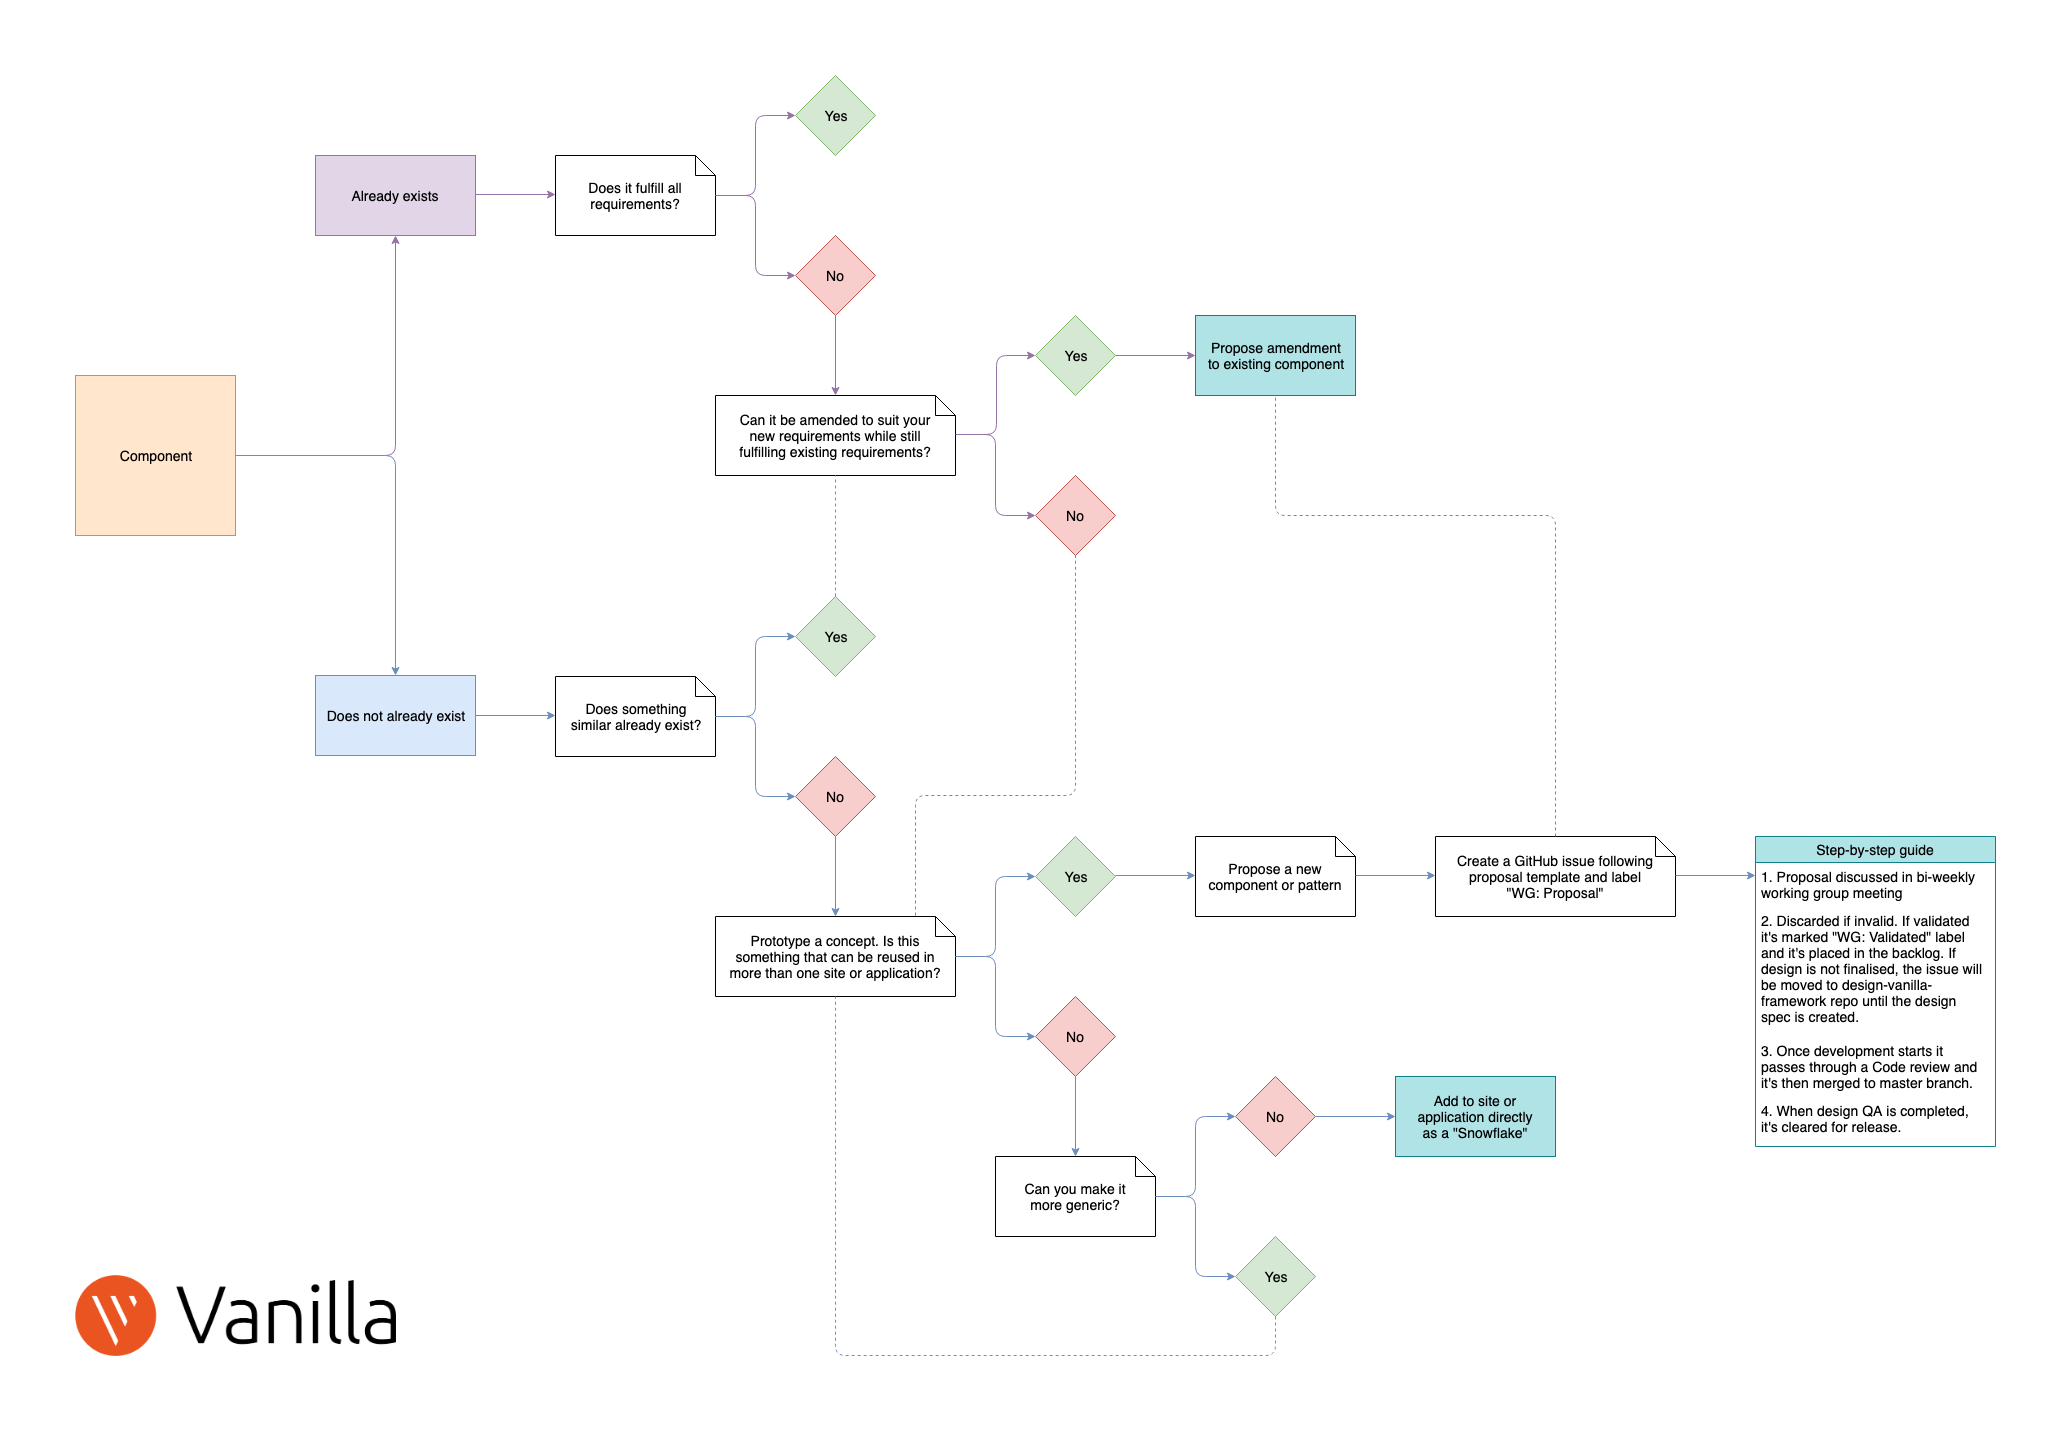 Yes
Already exists
Does it fulfill all
requirements?
No
Yes
Propose amendment
to existing component
Can it be amended to suit your
new requirements while still
fulfilling existing requirements?
Component
No
Yes
Does not already exist
Does something
similar already exist?
No
Yes
Propose a new
component or pattern
Create a GitHub issue following
proposal template and label
"WG: Proposal"
Step-by-step guide
1. Proposal discussed in bi-weekly
working group meeting
2. Discarded if invalid. If validated
it's marked "WG: Validated" label
and it's placed in the backlog. If
design is not finalised, the issue will
be moved to design-vanilla-
framework repo until the design
spec is created.
3. Once development starts it
passes through a Code review and
it's then merged to master branch.
4. When design QA is completed,
it's cleared for release.
Prototype a concept. Is this
something that can be reused in
more than one site or application?
No
No
Add to site or
application directly
as a "Snowflake"
Can you make it
more generic?
Yes
Vanilla